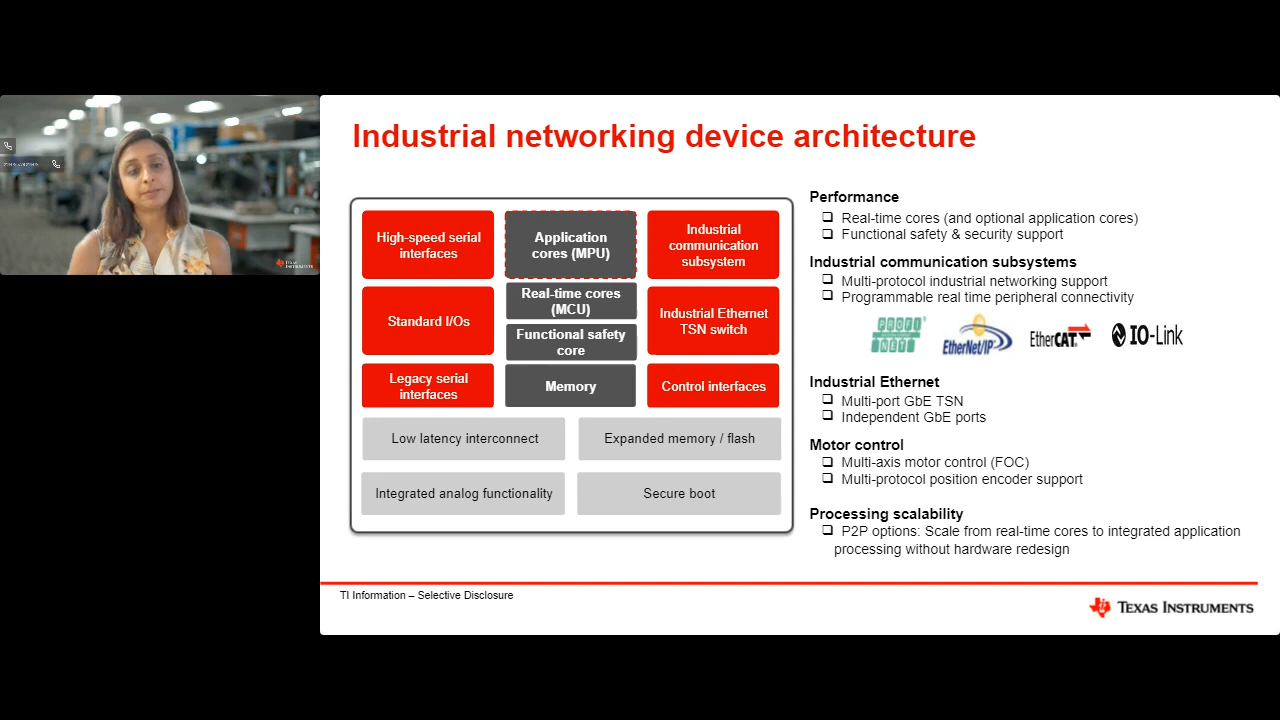 Industrial networking device architecture
High-speed serial
interfaces
Application
cores (MPU)
Industrial
communication
subsystem
Standard I/Os
Real-time cores
(MCU)
Functional safety
core
Industrial Ethernet
TSN switch
Legacy serial
interfaces
Memory
Control interfaces
Low latency interconnect
Expanded memory / flash
Integrated analog functionality
Secure boot
Performance
Real-time cores (and optional application cores)
Functional safety & security support
Industrial communication subsystems
Multi-protocol industrial networking support
Programmable real time peripheral connectivity
PROFI
NET
EtherNet/IP
EtherCAT
IO-Link
Industrial Ethernet
Multi-port GbE TSN
Independent GbE ports
Motor control
Multi-axis motor control (FOC)
Multi-protocol position encoder support
Processing scalability
P2P options: Scale from real-time cores to integrated application
processing without hardware redesign
TI Information – Selective Disclosure
TEXAS INSTRUMENTS